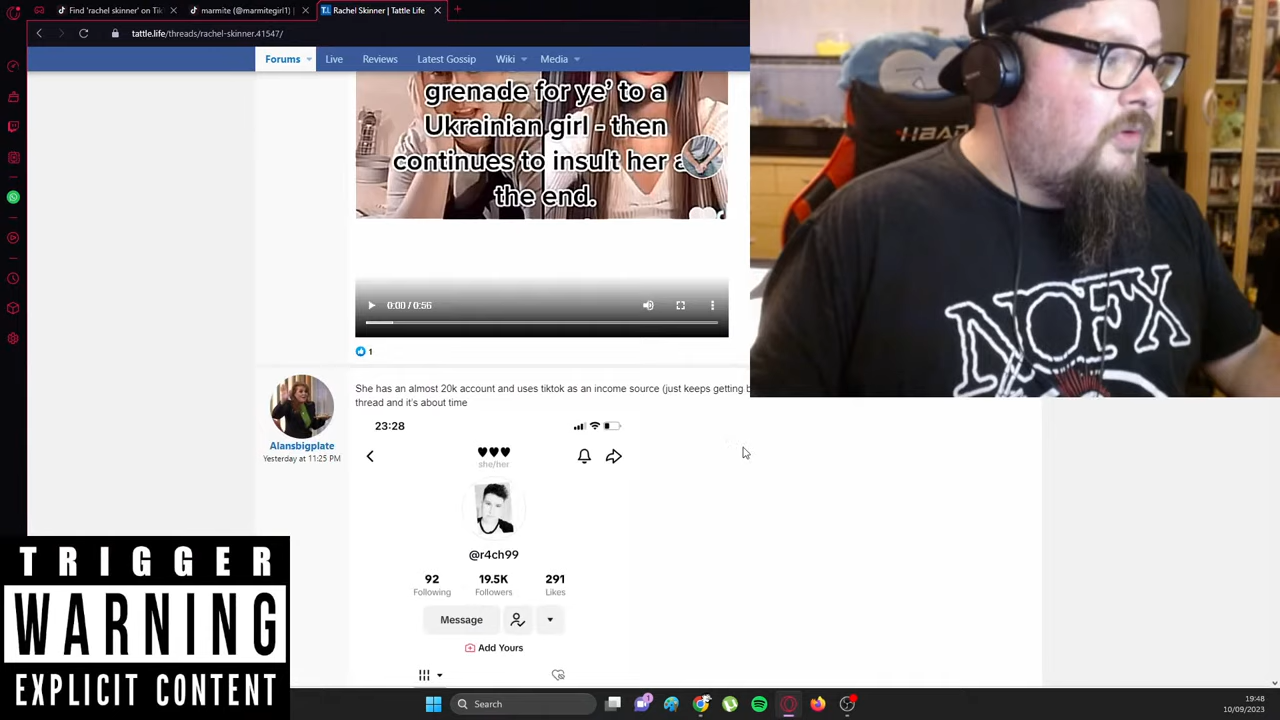 Find 'rachel skinner' on Tik
marmite (@marmitegirl1) |
Rachel Skinner | Tattle Life
tattle.life/threads/rachel-skinner.41547/
Forums
Live
Reviews
Latest Gossip
Wiki
Media
grenade for ye' to a
Ukrainian girl - then
continues to insult her a
the end.
0:00 / 0:56
1
Alansbigplate
Yesterday at 11:25 PM
She has an almost 20k account and uses tiktok as an income source (just keeps getting b
thread and it's about time
23:28
♥♥♥
she/her
@r4ch99
92
Following
19.5K
Followers
291
Likes
Message
Add Yours
HBAD
NOFX
TRIGGER
WARNING
EXPLICIT CONTENT
Search
1
19:48
10/09/2023